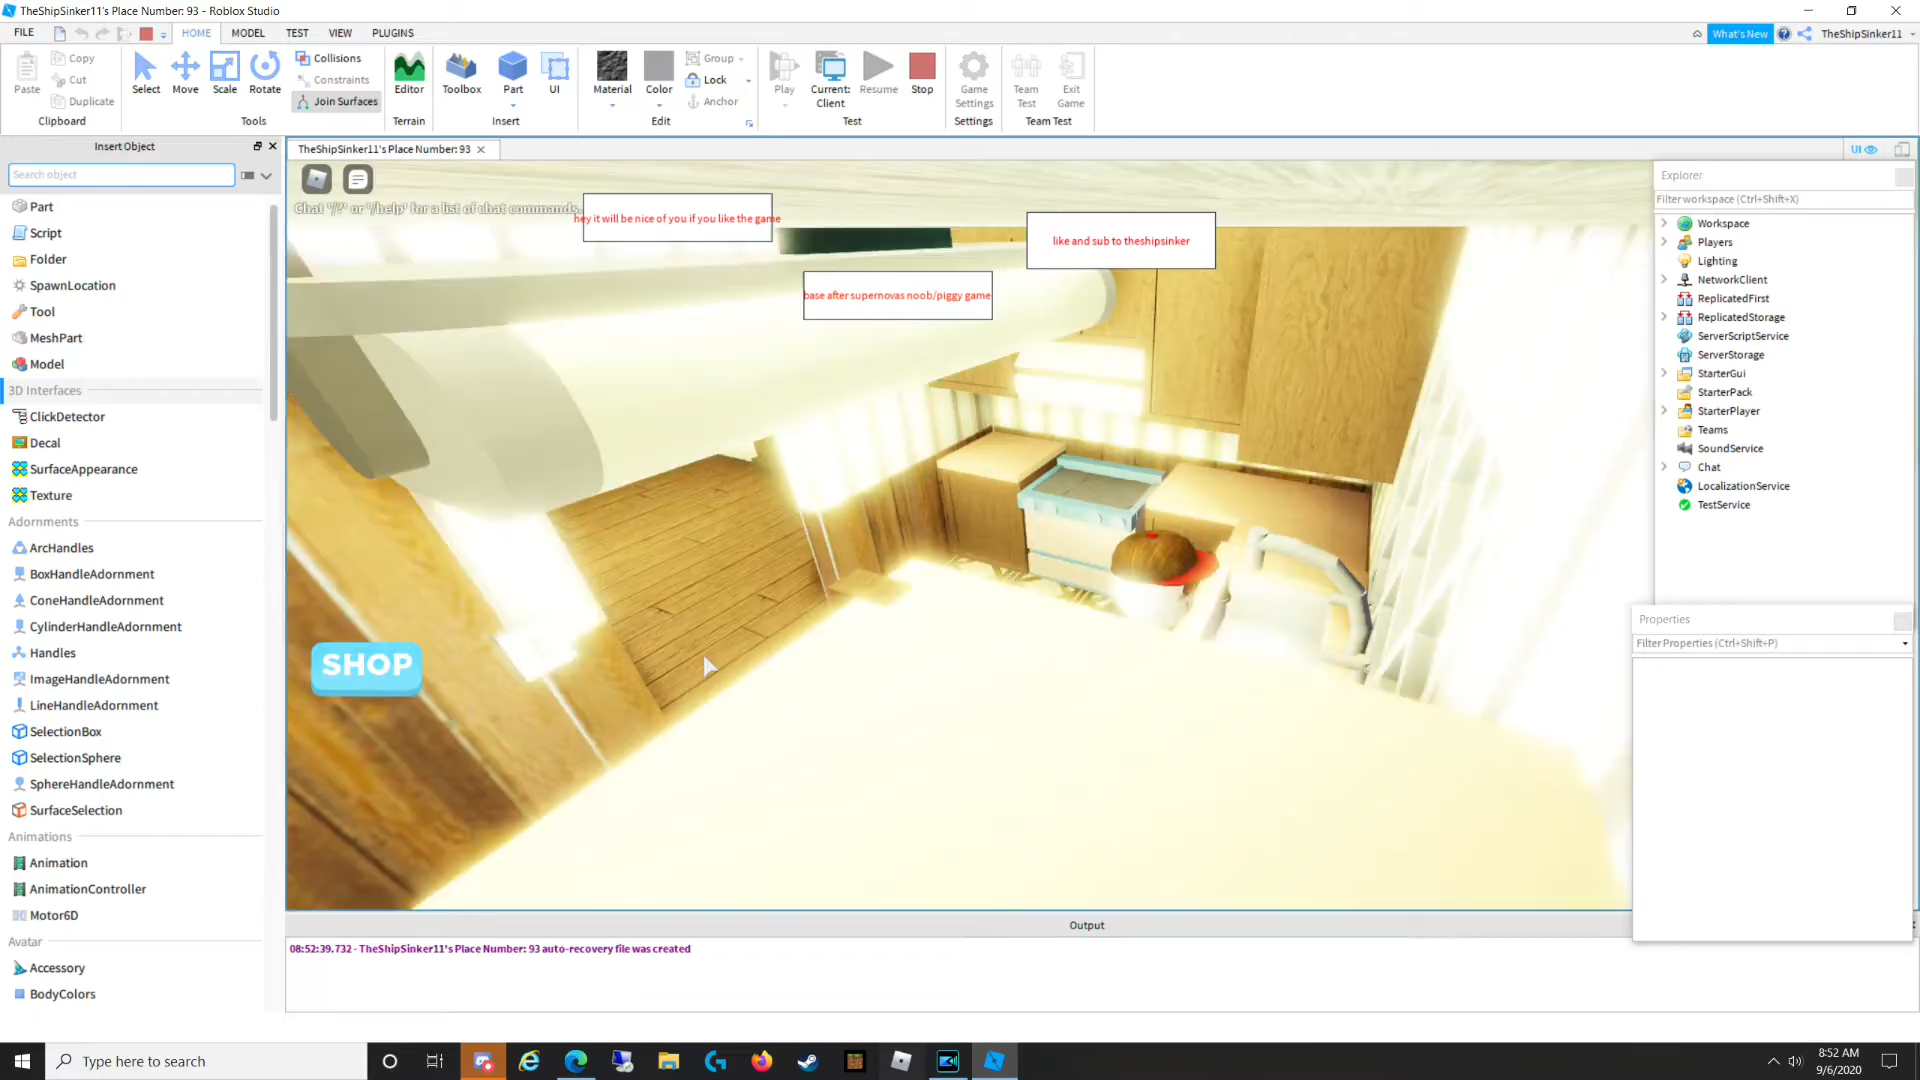 TheShipSinker11's Place Number: 93 - Roblox Studio
FILE HOME MODEL TEST VIEW PLUGINS What's New TheShipSinker11
Paste Copy Cut Duplicate Clipboard
Select Move Scale Rotate Collisions Constraints Join Surfaces Tools
Editor Terrain
Toolbox Part UI Insert
Material Color Group Lock Anchor Edit
Play Current: Client Resume Stop Test
Game Settings Settings
Team Test Exit Game Team Test
Insert Object
Search object
Part
Script
Folder
SpawnLocation
Tool
MeshPart
Model
3D Interfaces
ClickDetector
Decal
SurfaceAppearance
Texture
Adornments
ArcHandles
BoxHandleAdornment
ConeHandleAdornment
CylinderHandleAdornment
Handles
ImageHandleAdornment
LineHandleAdornment
SelectionBox
SelectionSphere
SphereHandleAdornment
SurfaceSelection
Animations
Animation
AnimationController
Motor6D
Avatar
Accessory
BodyColors
TheShipSinker11's Place Number: 93
UI
Chat '/?' or '/help' for a list of chat commands.
hey it will be nice of you if you like the game
like and sub to theshipsinker
base after supernovas noob/piggy game
SHOP
Explorer
Filter workspace (Ctrl+Shift+X)
Workspace
Players
Lighting
NetworkClient
ReplicatedFirst
ReplicatedStorage
ServerScriptService
ServerStorage
StarterGui
StarterPack
StarterPlayer
Teams
SoundService
Chat
LocalizationService
TestService
Properties
Filter Properties (Ctrl+Shift+P)
Output
08:52:39.732 - TheShipSinker11's Place Number: 93 auto-recovery file was created
Type here to search
8:52 AM
9/6/2020